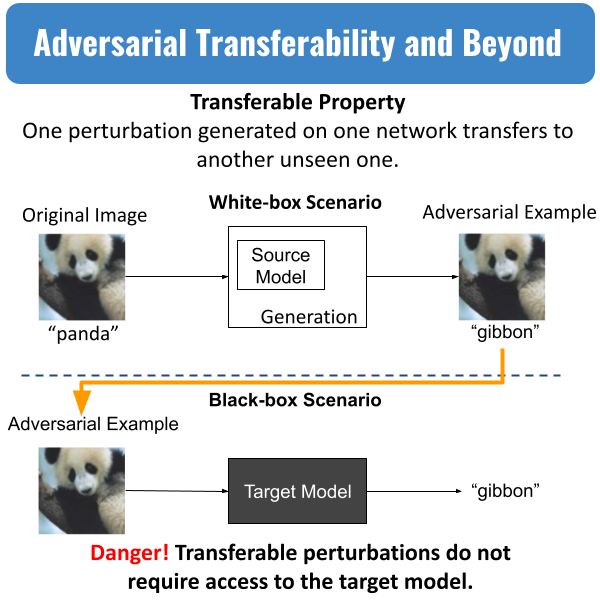 Adversarial Transferability and Beyond
Transferable Property
One perturbation generated on one network transfers to
another unseen one.
White-box Scenario
Original Image
Adversarial Example
Source
Model
Generation
“panda”
“gibbon”
Black-box Scenario
Adversarial Example
Target Model
“gibbon”
Danger! Transferable perturbations do not
require access to the target model.